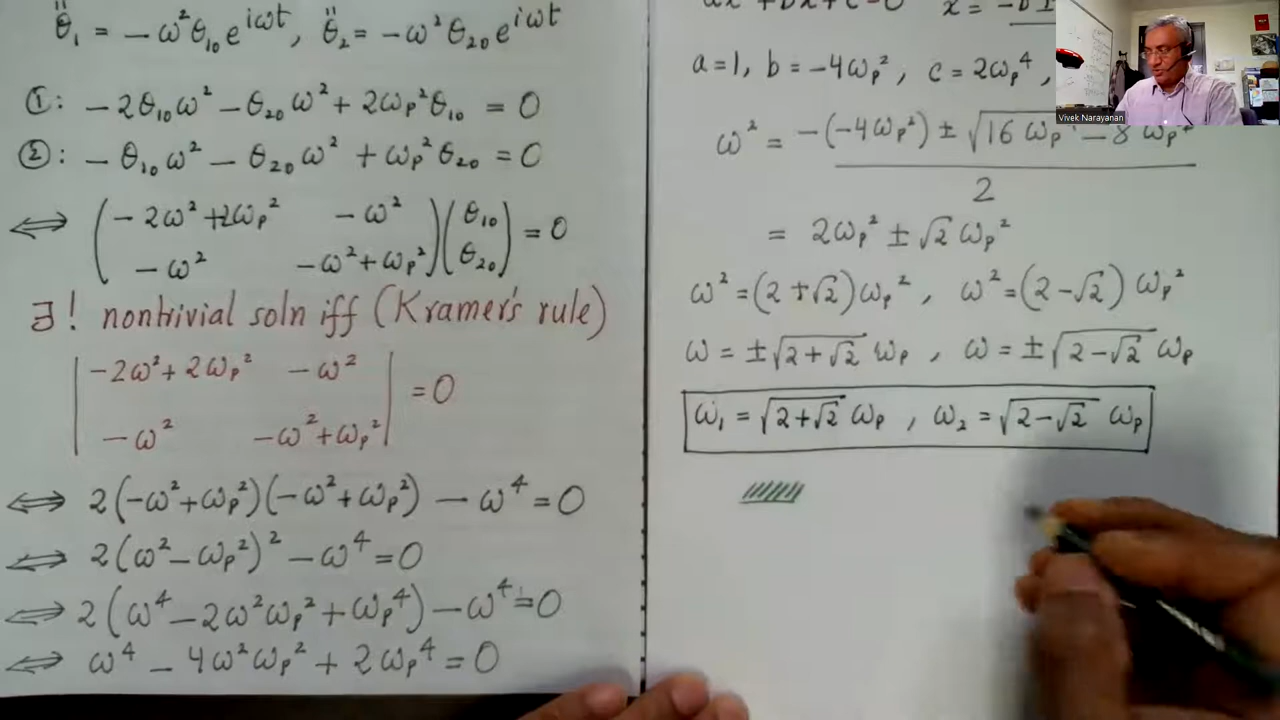 θ̈₁ = −ω²θ₁₀e^{iωt}, θ̈₂ = −ω²θ₂₀e^{iωt}
①: −2θ₁₀ω² − θ₂₀ω² + 2ωₚ²θ₁₀ = 0
②: −θ₁₀ω² − θ₂₀ω² + ωₚ²θ₂₀ = 0
⟺ ( −2ω²+2ωₚ² −ω² ) ( θ₁₀ ) = 0
( −ω² −ω²+ωₚ² ) ( θ₂₀ )
∃! nontrivial soln iff (Kramer's rule)
| −2ω²+2ωₚ² −ω² | = 0
| −ω² −ω²+ωₚ² |
⟺ 2(−ω²+ωₚ²)(−ω²+ωₚ²) − ω⁴ = 0
⟺ 2(ω²−ωₚ²)² − ω⁴ = 0
⟺ 2(ω⁴ − 2ω²ωₚ² + ωₚ⁴) − ω⁴ = 0
⟺ ω⁴ − 4ω²ωₚ² + 2ωₚ⁴ = 0
a=1, b=−4ωₚ², c=2ωₚ⁴,
ω² = −(−4ωₚ²) ± √16ωₚ − 8ωₚ⁴
2
= 2ωₚ² ± √2 ωₚ²
ω² = (2+√2)ωₚ², ω² = (2−√2) ωₚ²
ω = ±√(2+√2) ωₚ, ω = ±√(2−√2) ωₚ
ω₁ = √(2+√2) ωₚ, ω₂ = √(2−√2) ωₚ
Vivek Narayanan